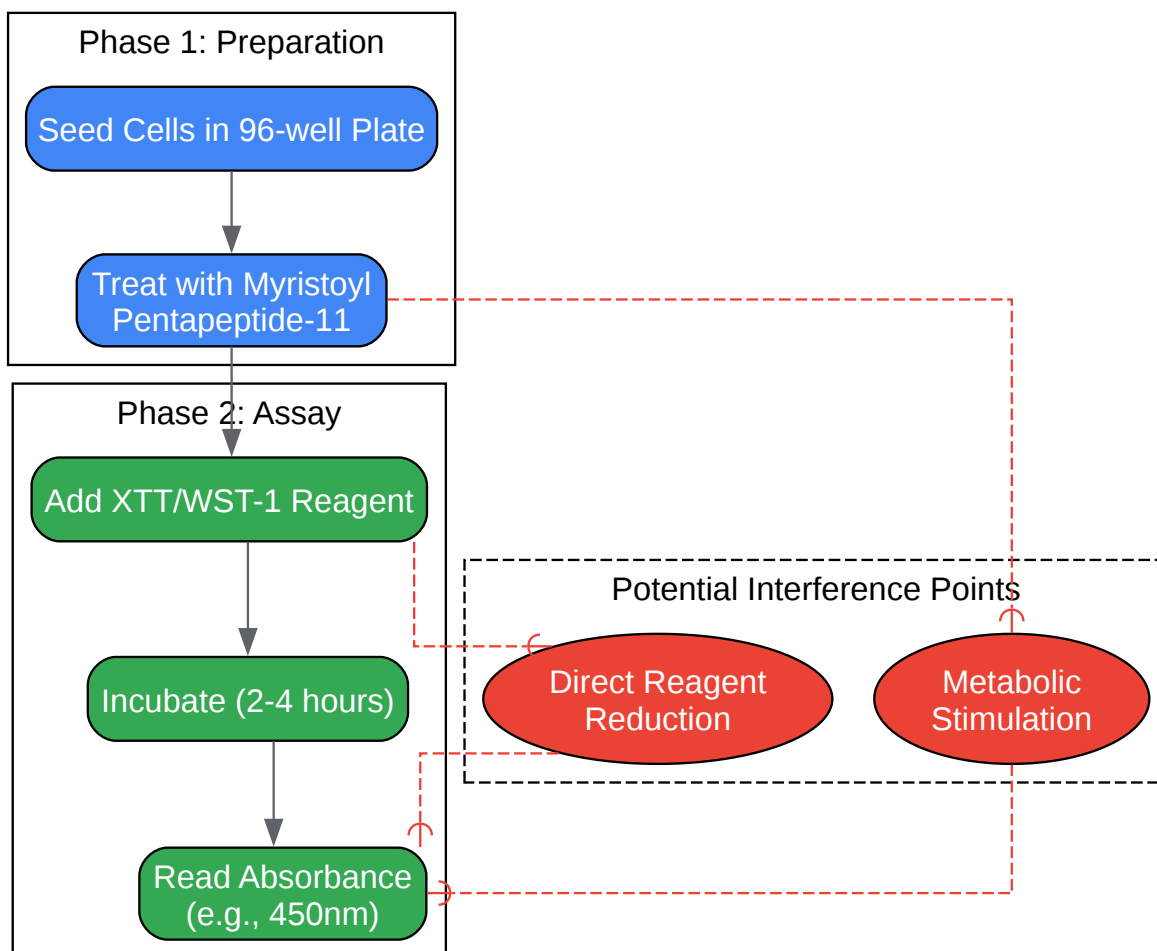 Phase 1: Preparation
Seed Cells in 96-well Plate
Treat with Myristoyl
Pentapeptide-11
Phase 2: Assay
Add XTT/WST-1 Reagent
Incubate (2-4 hours)
Read Absorbance
(e.g., 450nm)
Potential Interference Points
Direct Reagent
Reduction
Metabolic
Stimulation